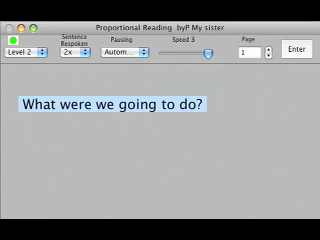 Proportional Reading byP My sister
Sentence Respoken
Pausing
Speed 3
Page
Level 2
2x
Autom...
1
Enter
What were we going to do?